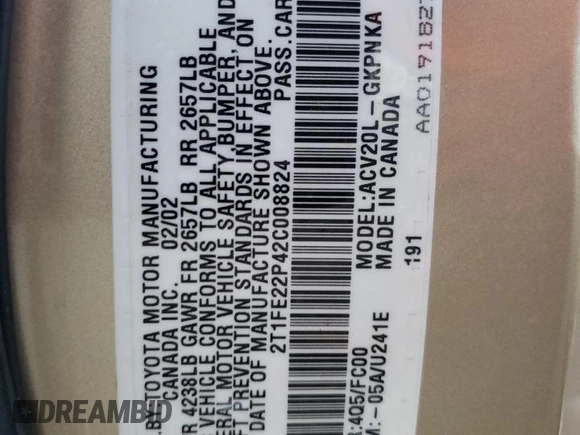 BY TOYOTA MOTOR MANUFACTURING
CANADA INC. 02/02
4238LB GAWR FR 2657LB RR 2657LB
VEHICLE CONFORMS TO ALL APPLICABLE
MOTOR VEHICLE SAFETY, BUMPER, AND
PREVENTION STANDARDS IN EFFECT ON
DATE OF MANUFACTURE SHOWN ABOVE.
2T1FE22P42C008824 PASS.CAR
MODEL:ACV20L-GKPNKA
:4Q5/FC00 MADE IN CANADA
M:-05A/U241E 191
AA0191B2
DREAMBID